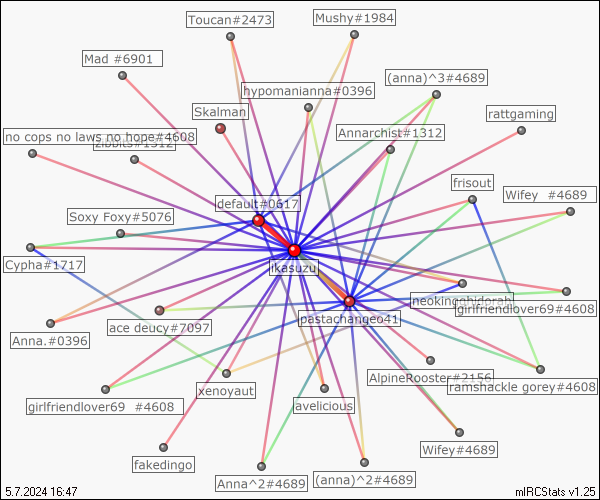 Toucan#2473
Mushy#1984
Mad #6901
(anna)^3#4689
hypomanianna#0396
Skalman
rattgaming
Annarchist#1312
no cops no laws no hope#4608
zibbits#1312
frisout
Wifey #4689
default#0617
Soxy Foxy#5076
Cypha#1717
ikasuzu
neokingghidorah
girlfriendlover69#4608
pastachangeo41
Anna.#0396
ace deucy#7097
AlpineRooster#2156
ramshackle gorey#4608
xenoyaut
girlfriendlover69 #4608
avelicious
Wifey#4689
fakedingo
Anna^2#4689
(anna)^2#4689
5.7.2024 16:47
mIRCStats v1.25